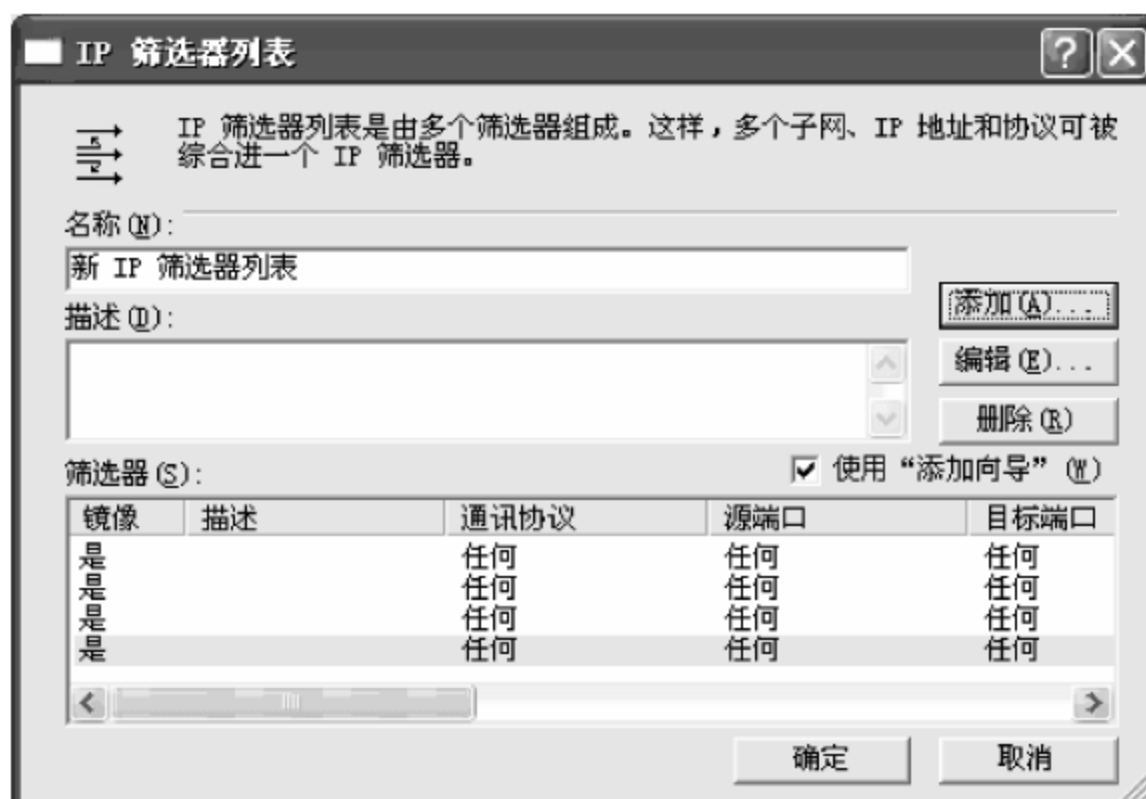 IP 筛选器列表
IP 筛选器列表是由多个筛选器组成。这样，多个子网、IP 地址和协议可被
综合进一个 IP 筛选器。
名称(N):
新 IP 筛选器列表
描述(D):
添加(A)...
编辑(E)...
删除(R)
筛选器(S):
使用“添加向导” (W)
镜像 描述 通讯协议 源端口 目标端口
是 任何 任何 任何
是 任何 任何 任何
是 任何 任何 任何
是 任何 任何 任何
确定 取消